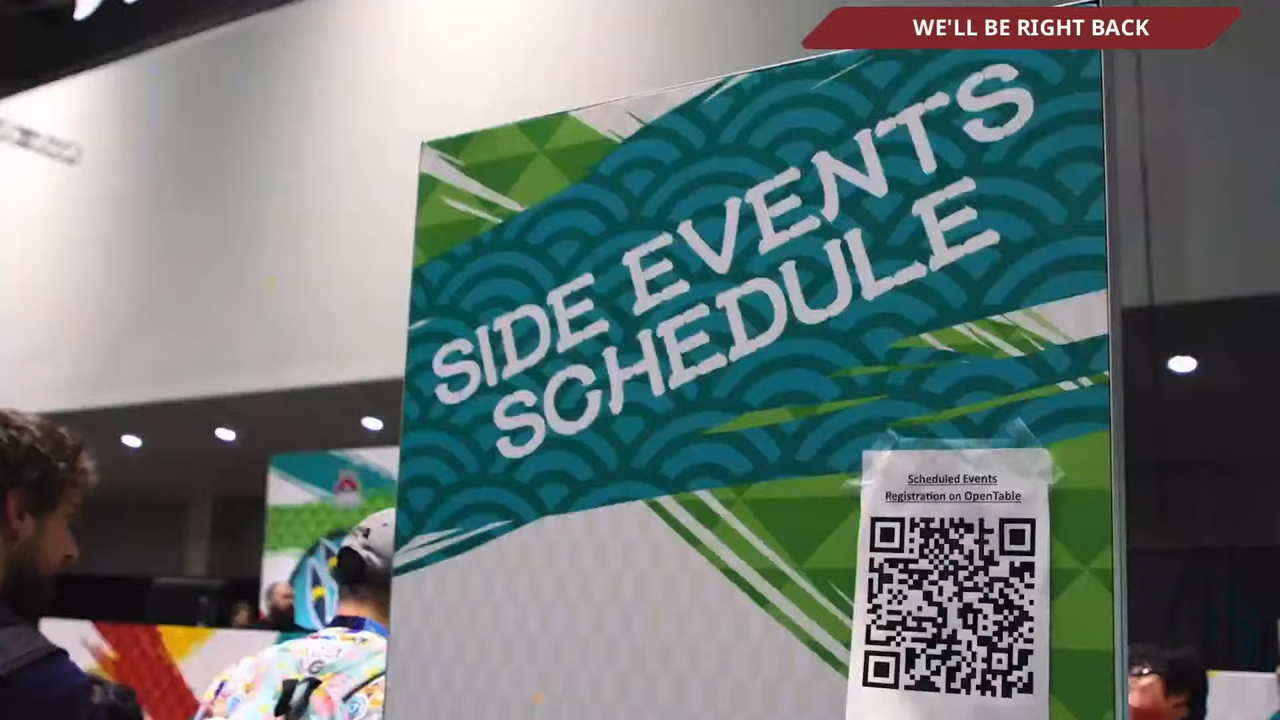 WE'LL BE RIGHT BACK
SIDE EVENTS
SCHEDULE
Scheduled Events
Registration on OpenTable